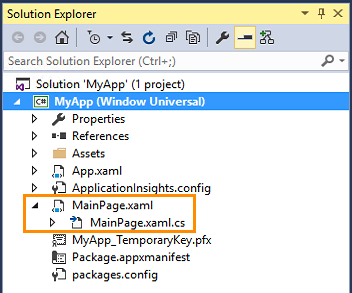 Solution Explorer
Search Solution Explorer (Ctrl+;)
Solution 'MyApp' (1 project)
C# MyApp (Window Universal)
Properties
References
Assets
App.xaml
ApplicationInsights.config
MainPage.xaml
MainPage.xaml.cs
MyApp_TemporaryKey.pfx
Package.appxmanifest
packages.config